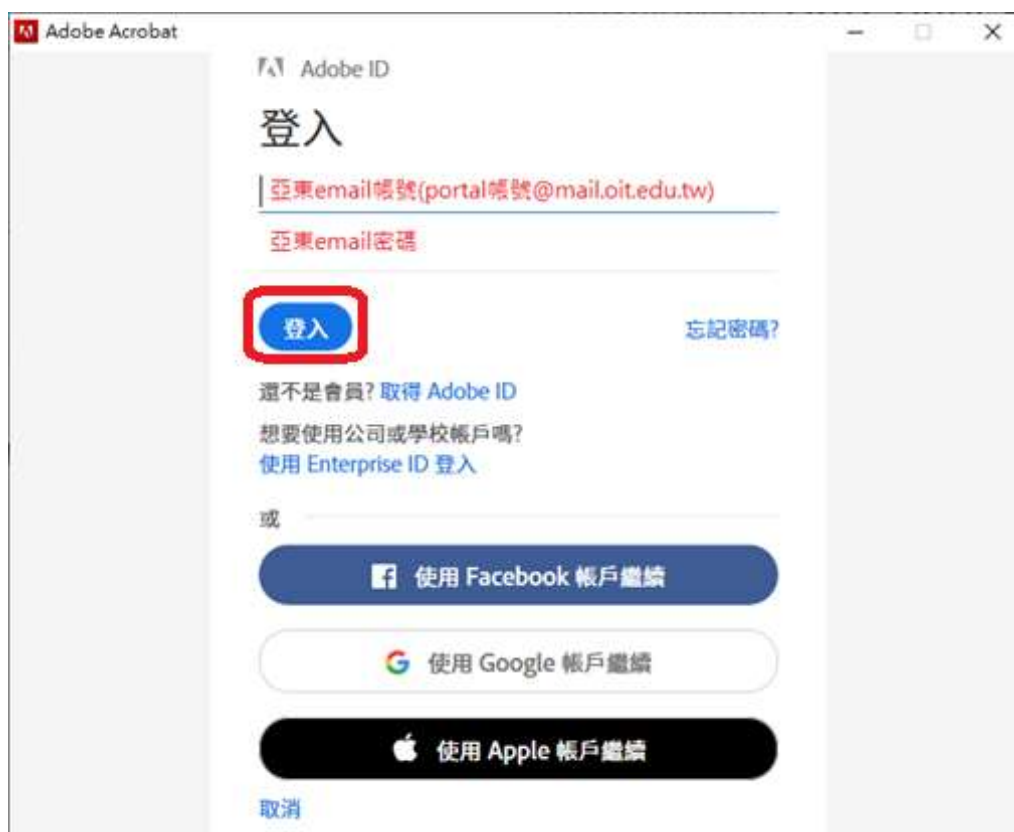 Adobe Acrobat
Adobe ID
登入
亞東email帳號(portal帳號@mail.oit.edu.tw)
亞東email密碼
登入
忘記密碼?
還不是會員? 取得 Adobe ID
想要使用公司或學校帳戶嗎?
使用 Enterprise ID 登入
或
使用 Facebook 帳戶繼續
使用 Google 帳戶繼續
使用 Apple 帳戶繼續
取消